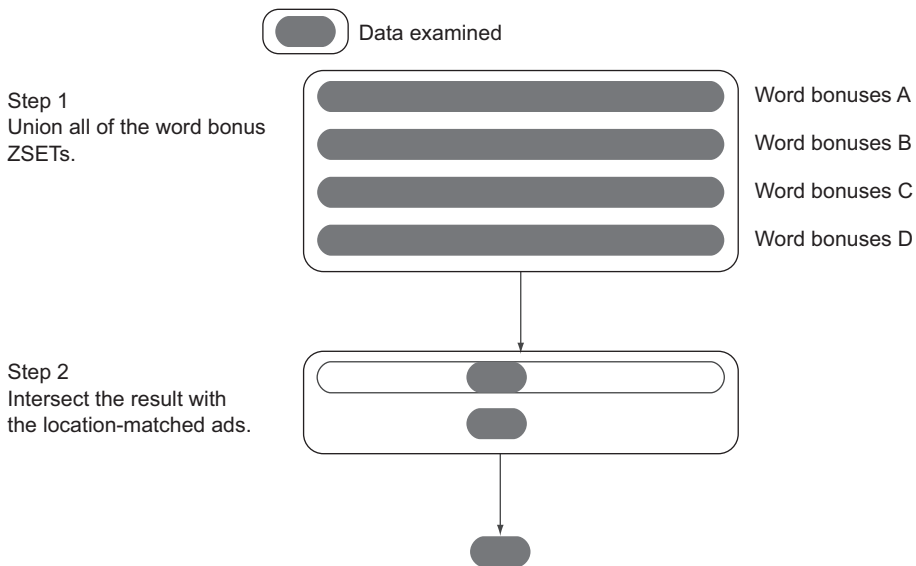 Data examined
Step 1
Union all of the word bonus
ZSETs.
Word bonuses A
Word bonuses B
Word bonuses C
Word bonuses D
Step 2
Intersect the result with
the location-matched ads.